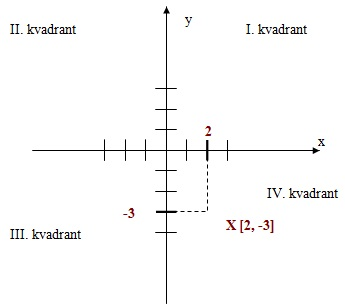 y
II. kvadrant
I. kvadrant
2
x
IV. kvadrant
-3
X [2, -3]
III. kvadrant